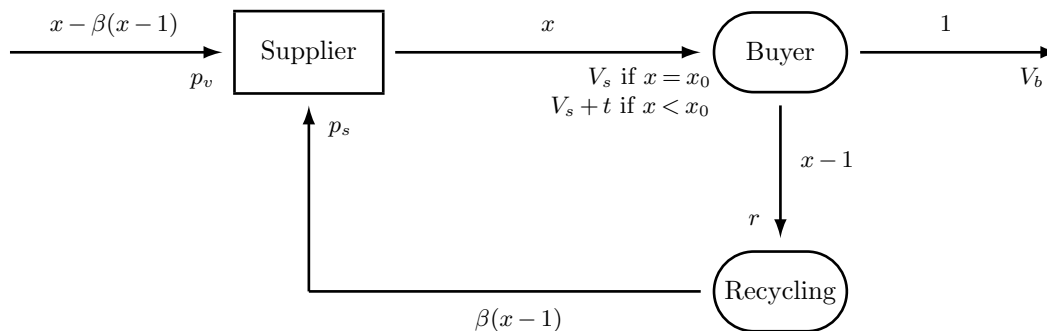 x − β(x − 1)
x
1
Supplier
Buyer
p_v
V_s if x = x_0
V_s + t if x < x_0
V_b
p_s
x − 1
r
Recycling
β(x − 1)